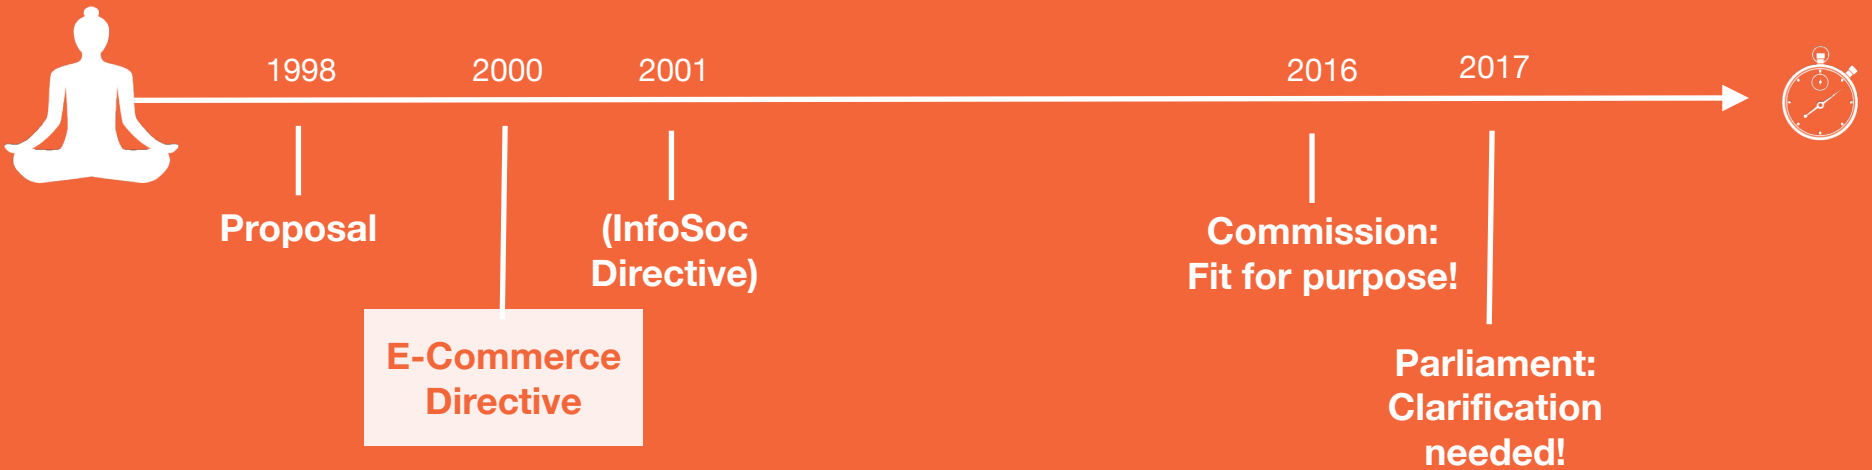 1998
2000
2001
2016
2017
Proposal
(InfoSoc
Directive)
Commission:
Fit for purpose!
E-Commerce
Directive
Parliament:
Clarification
needed!